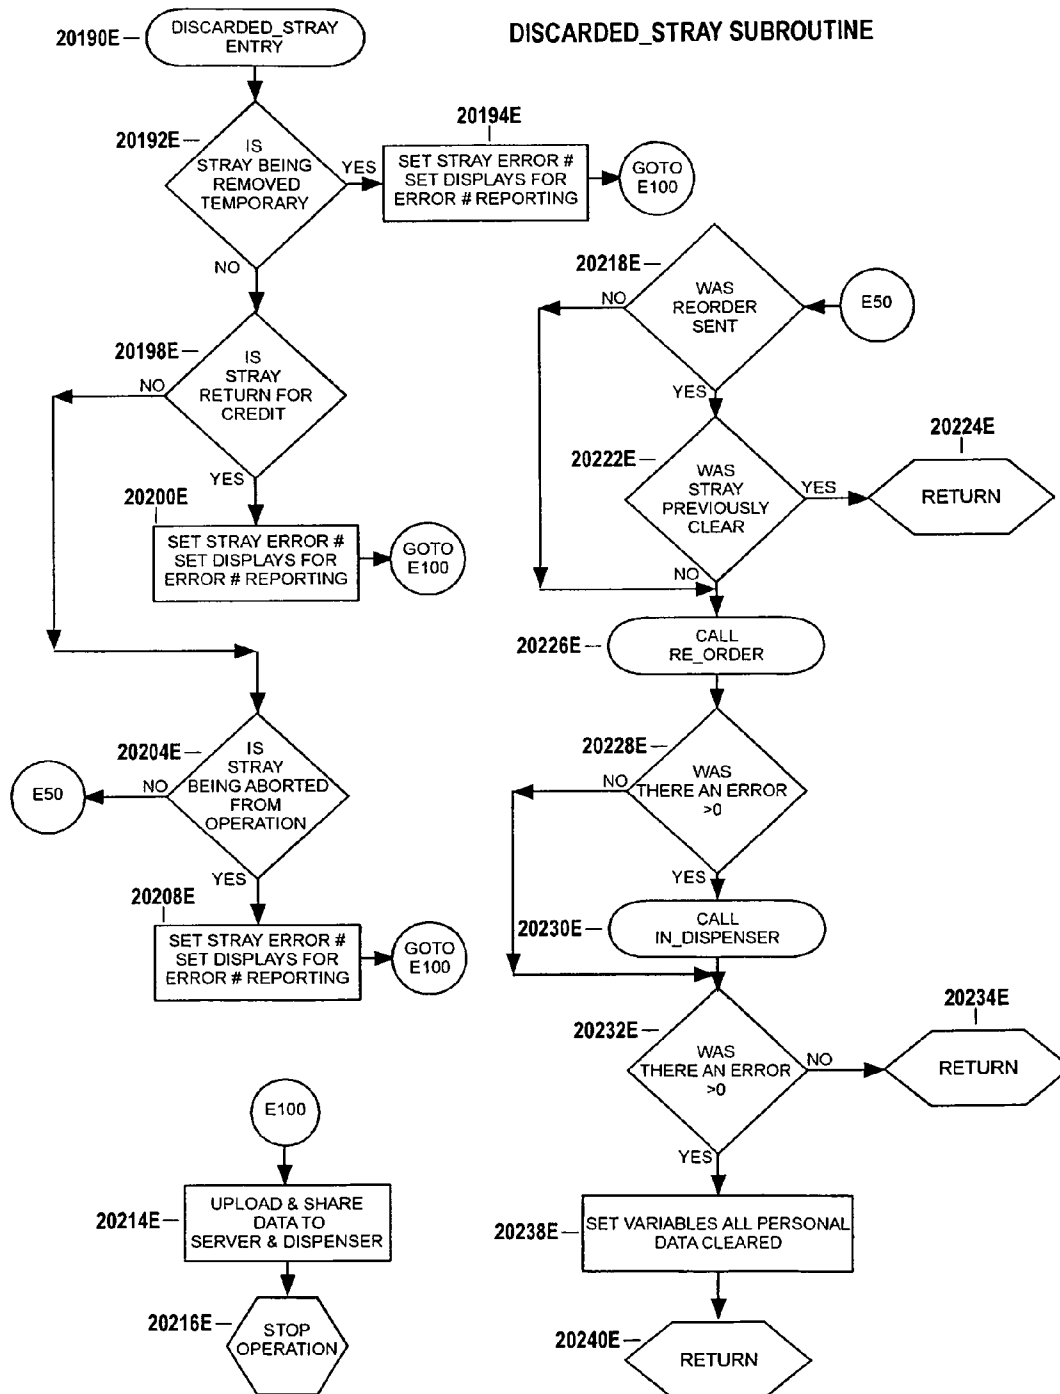 DISCARDED_STRAY SUBROUTINE
20190E
DISCARDED_STRAY
ENTRY
20192E
IS
STRAY BEING
REMOVED
TEMPORARY
YES
NO
20194E
SET STRAY ERROR #
SET DISPLAYS FOR
ERROR # REPORTING
GOTO
E100
20198E
IS
STRAY
RETURN FOR
CREDIT
NO
YES
20200E
SET STRAY ERROR #
SET DISPLAYS FOR
ERROR # REPORTING
GOTO
E100
20204E
IS
STRAY
BEING ABORTED
FROM
OPERATION
NO
E50
YES
20208E
SET STRAY ERROR #
SET DISPLAYS FOR
ERROR # REPORTING
GOTO
E100
E100
20214E
UPLOAD & SHARE
DATA TO
SERVER & DISPENSER
20216E
STOP
OPERATION
E50
20218E
WAS
REORDER
SENT
NO
YES
20222E
WAS
STRAY
PREVIOUSLY
CLEAR
YES
NO
20224E
RETURN
20226E
CALL
RE_ORDER
20228E
WAS
THERE AN ERROR
>0
NO
YES
20230E
CALL
IN_DISPENSER
20232E
WAS
THERE AN ERROR
>0
NO
YES
20234E
RETURN
20238E
SET VARIABLES ALL PERSONAL
DATA CLEARED
20240E
RETURN